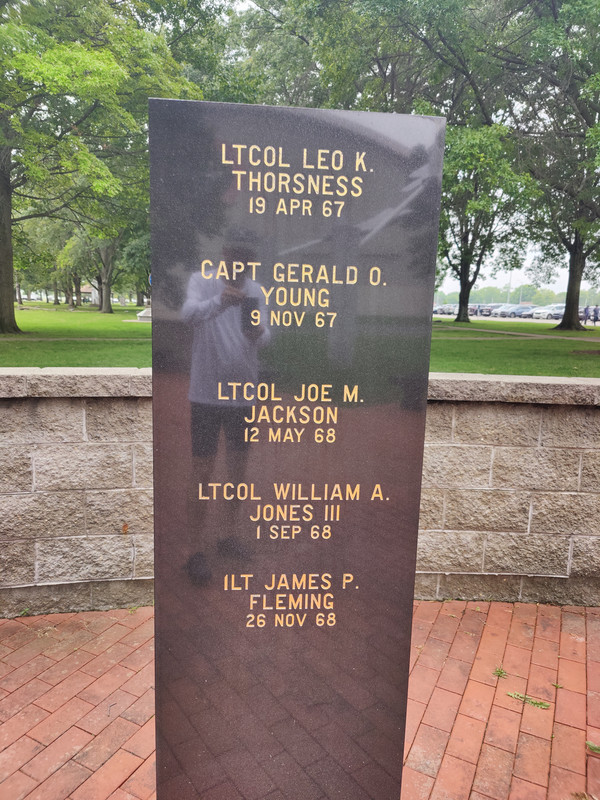 LTCOL LEO K.
THORSNESS
19 APR 67
CAPT GERALD O.
YOUNG
9 NOV 67
LTCOL JOE M.
JACKSON
12 MAY 68
LTCOL WILLIAM A.
JONES III
1 SEP 68
1LT JAMES P.
FLEMING
26 NOV 68